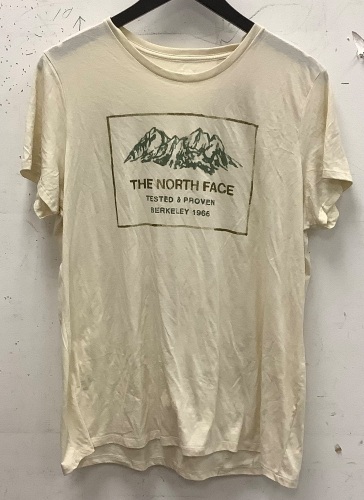 THE NORTH FACE
TESTED & PROVEN
BERKELEY 1966